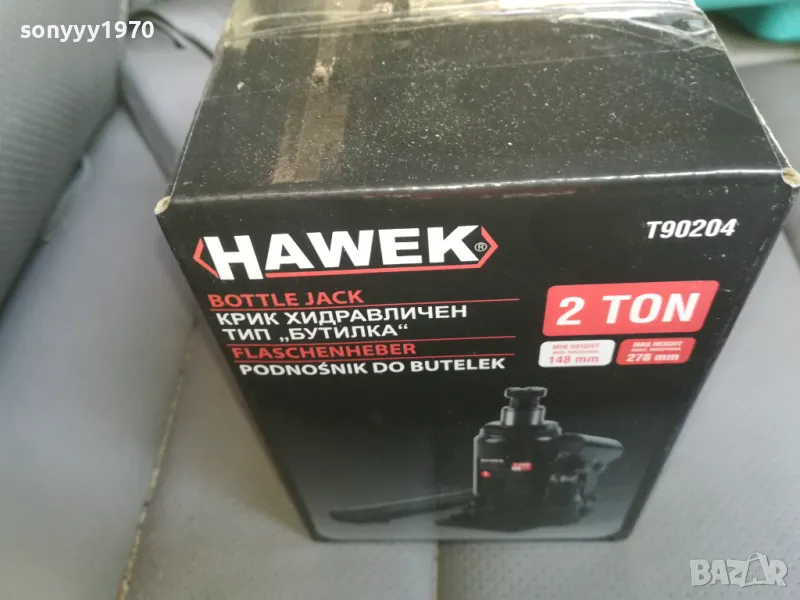 sonyyy1970
HAWEK®
T90204
BOTTLE JACK
КРИК ХИДРАВЛИЧЕН
ТИП „БУТИЛКА“
FLASCHENHEBER
PODNOŚNIK DO BUTELEK
2 TON
MIN HEIGHT
148 mm
MAX HEIGHT
278 mm
BAZAR